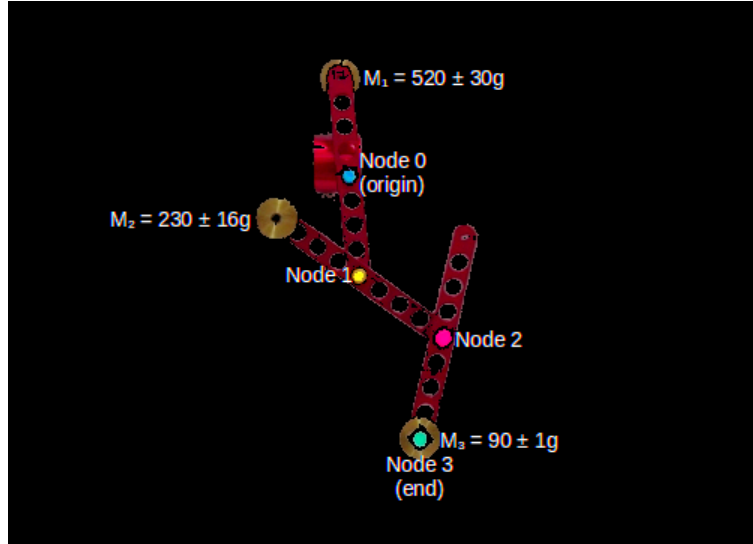 M₁ = 520 ± 30g
Node 0
(origin)
M₂ = 230 ± 16g
Node 1
Node 2
M₃ = 90 ± 1g
Node 3
(end)